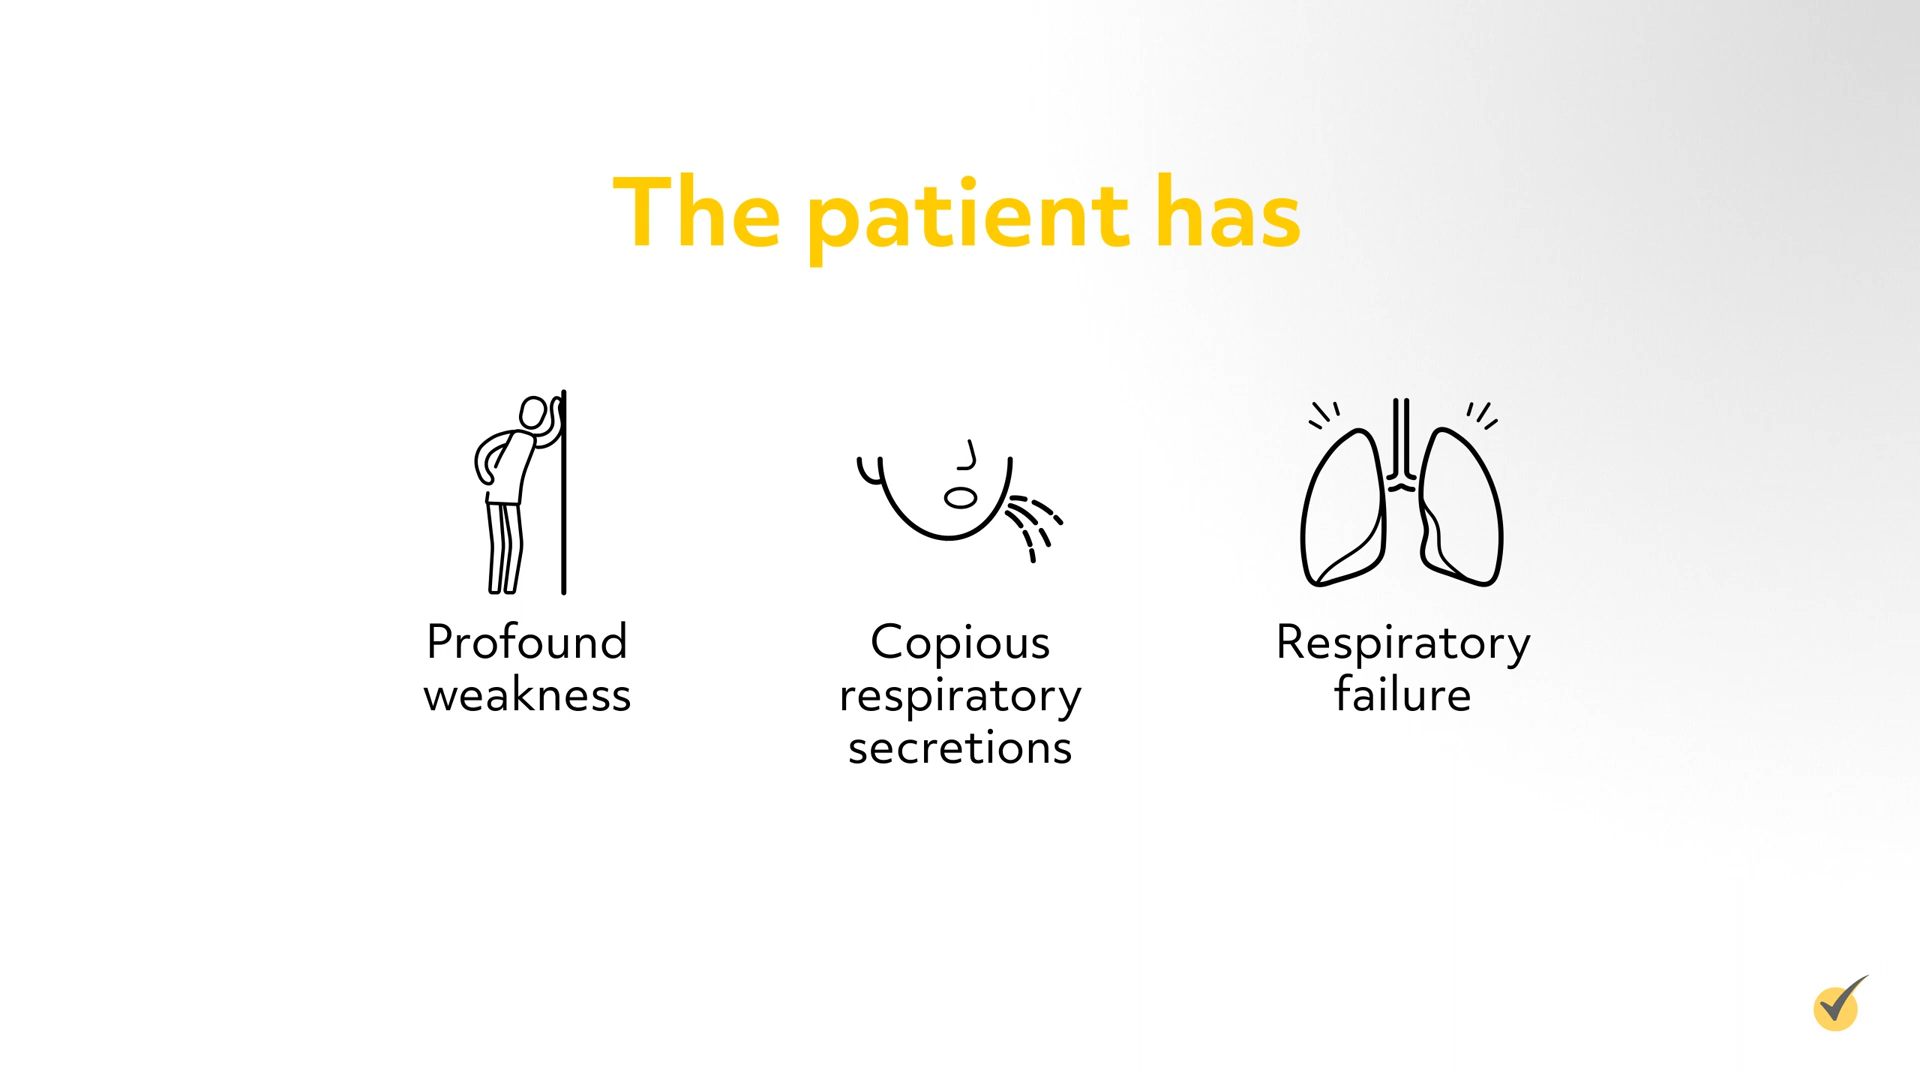 The patient has
Profound
weakness
Copious
respiratory
secretions
Respiratory
failure